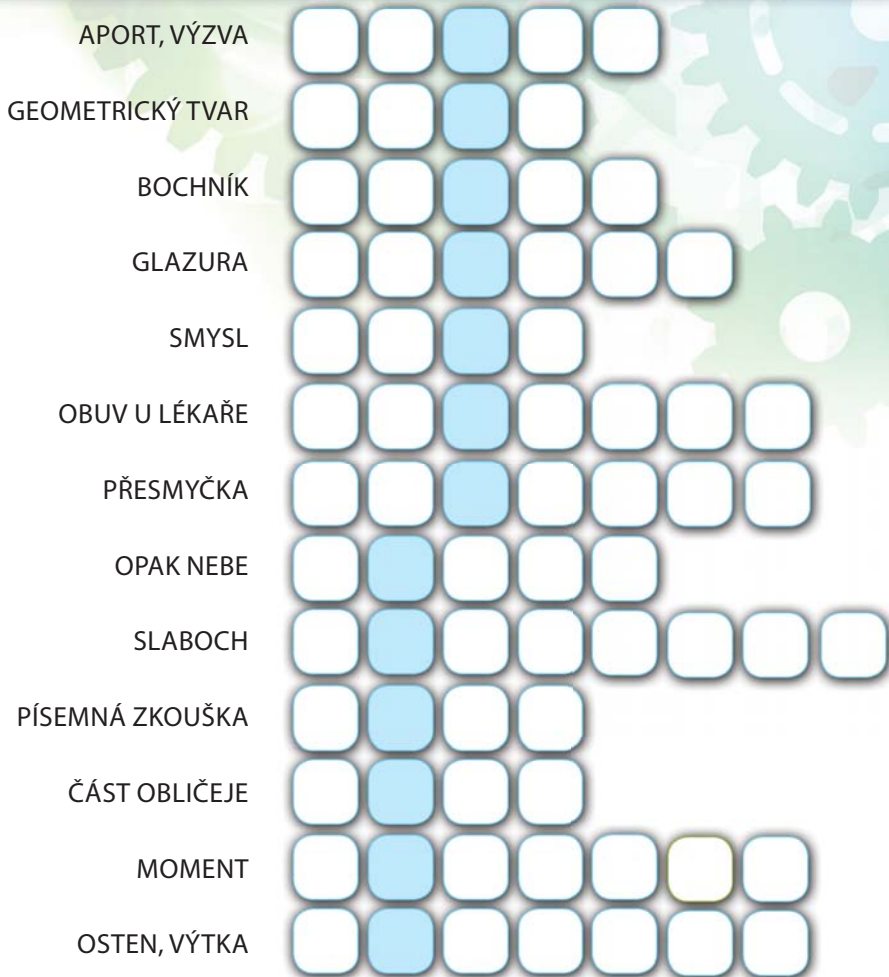 APORT, VÝZVA
GEOMETRICKÝ TVAR
BOCHNÍK
GLAZURA
SMYSL
OBUV U LÉKAŘE
PŘESMYČKA
OPAK NEBE
SLABOCH
PÍSEMNÁ ZKOUŠKA
ČÁST OBLIČEJE
MOMENT
OSTEN, VÝTKA